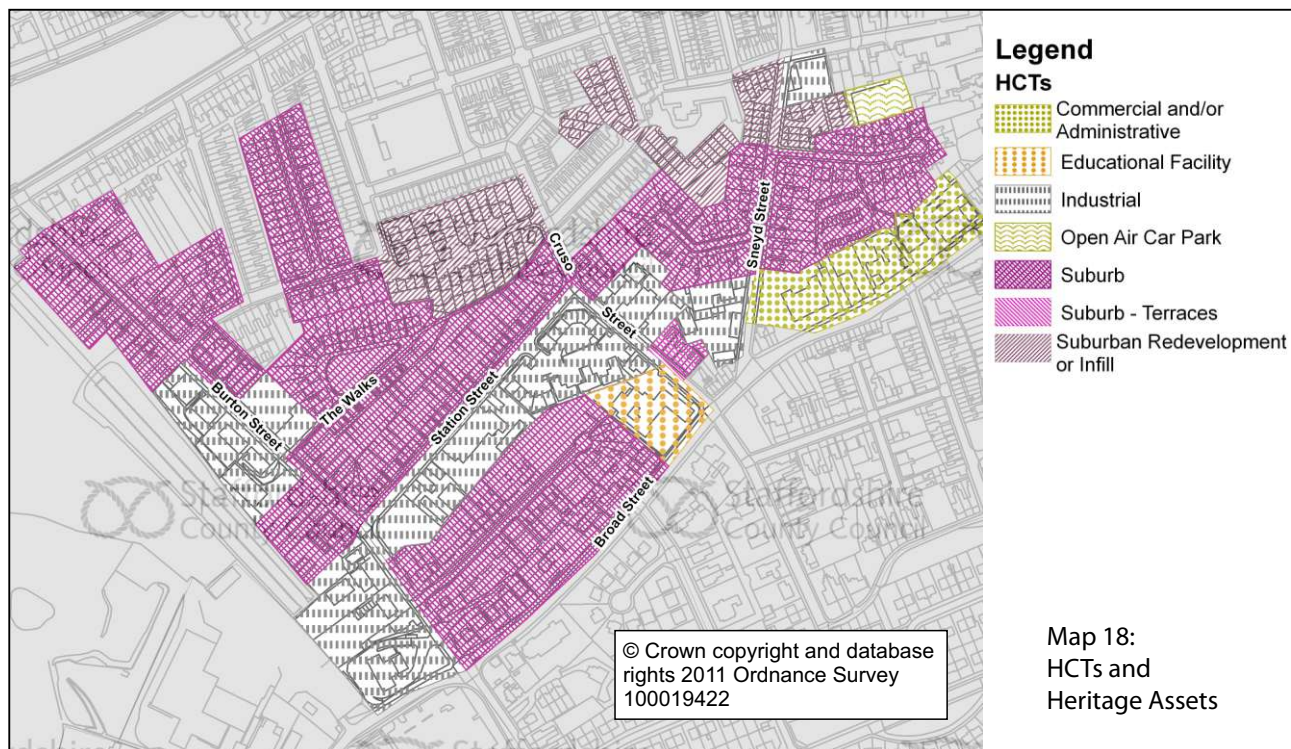 Legend
HCTs
Commercial and/or
Administrative
Educational Facility
Industrial
Open Air Car Park
Suburb
Suburb - Terraces
Suburban Redevelopment
or Infill
Cruso
Street
Sneyd Street
Burton Street
The Walks
Station Street
Broad Street
Staffordshire
County Council
© Crown copyright and database
rights 2011 Ordnance Survey
100019422
Map 18:
HCTs and
Heritage Assets